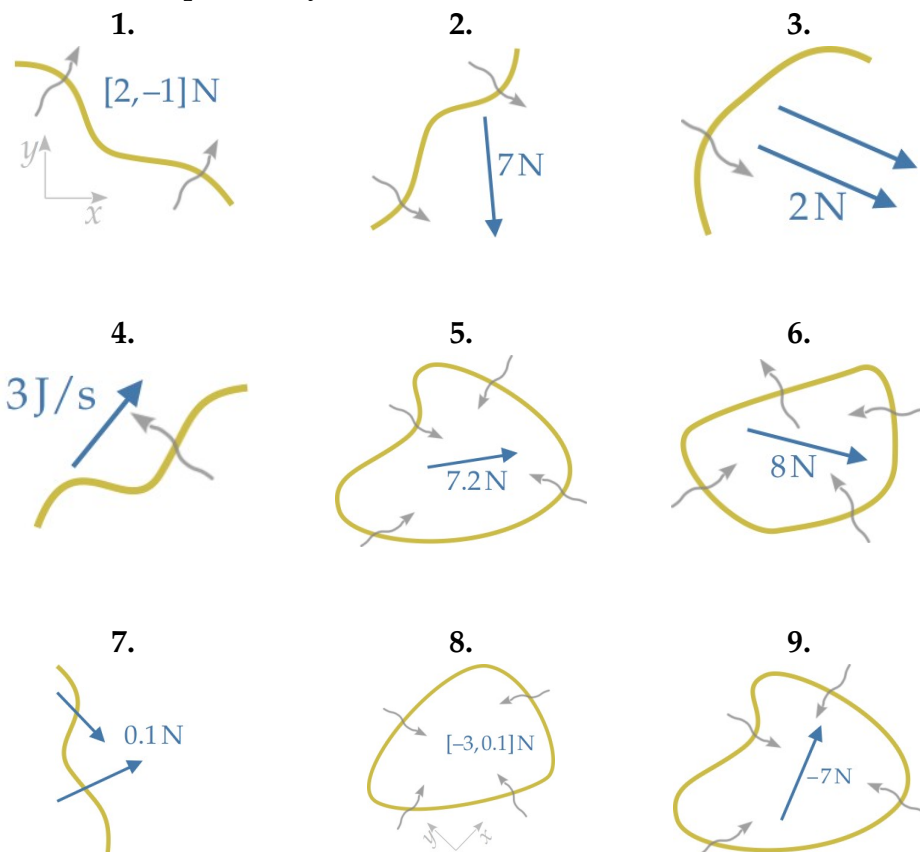 1.
2.
3.
[2,–1] N
y
x
7 N
2 N
4.
5.
6.
3 J/s
7.2 N
8 N
7.
8.
9.
0.1 N
[–3, 0.1] N
–7 N
y
x